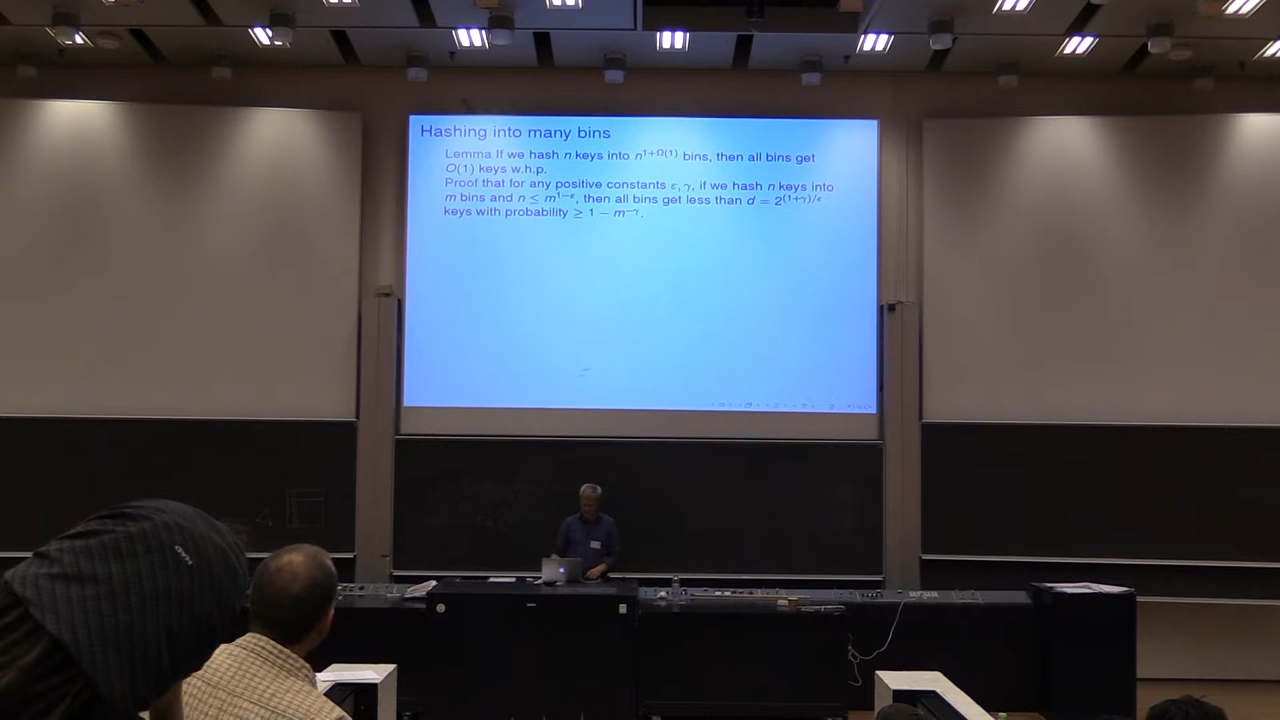 Hashing into many bins
Lemma If we hash n keys into n^{1+Ω(1)} bins, then all bins get
O(1) keys w.h.p.
Proof that for any positive constants ε, γ, if we hash n keys into
m bins and n ≤ m^{1−ε}, then all bins get less than d = 2^{(1+γ)/ε}
keys with probability ≥ 1 − m^{−γ}.